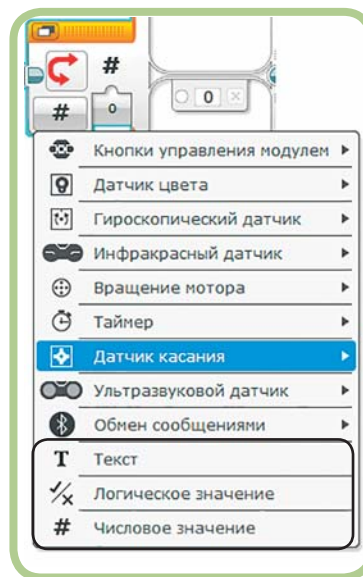 #
#
0
0
Кнопки управления модулем
Датчик цвета
Гироскопический датчик
Инфракрасный датчик
Вращение мотора
Таймер
Датчик касания
Ультразвуковой датчик
Обмен сообщениями
T Текст
Логическое значение
# Числовое значение